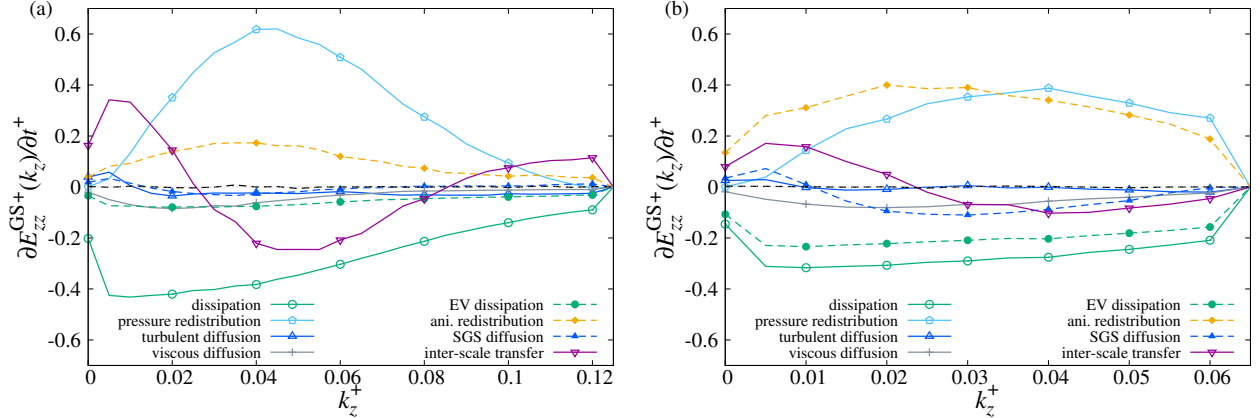 (a)
∂E_zz^GS+(k_z)/∂t^+
0.6
0.4
0.2
0
-0.2
-0.4
-0.6
dissipation
pressure redistribution
turbulent diffusion
viscous diffusion
EV dissipation
ani. redistribution
SGS diffusion
inter-scale transfer
0 0.02 0.04 0.06 0.08 0.1 0.12
k_z^+
(b)
∂E_zz^GS+(k_z)/∂t^+
0.6
0.4
0.2
0
-0.2
-0.4
-0.6
dissipation
pressure redistribution
turbulent diffusion
viscous diffusion
EV dissipation
ani. redistribution
SGS diffusion
inter-scale transfer
0 0.01 0.02 0.03 0.04 0.05 0.06
k_z^+